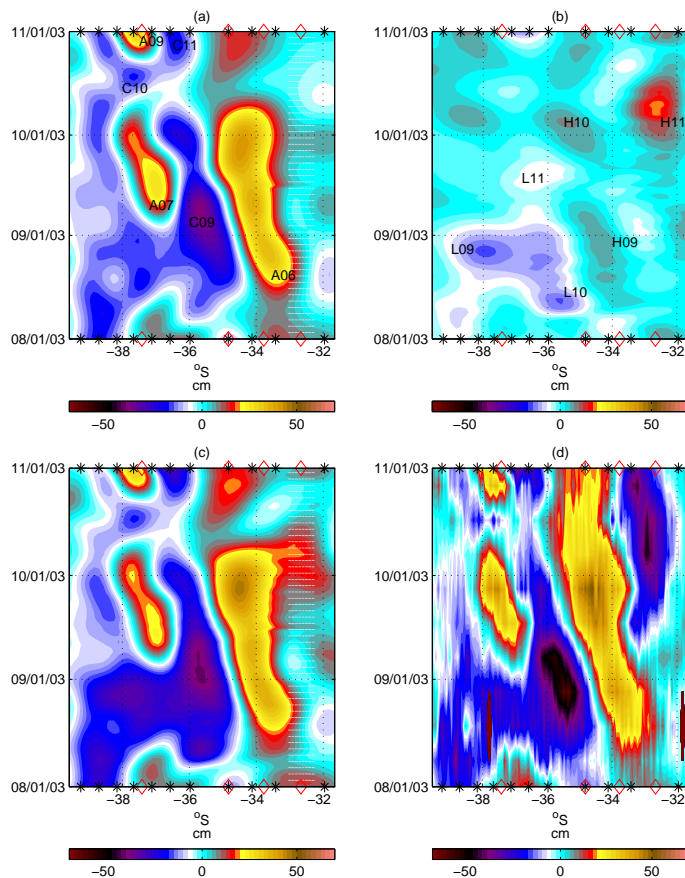 (a)
(b)
11/01/03
10/01/03
09/01/03
08/01/03
A09
C11
C10
A07
C09
A06
−38
−36
−34
−32
°S
cm
−50
0
50
11/01/03
10/01/03
09/01/03
08/01/03
H10
H11
L11
L09
H09
L10
−38
−36
−34
−32
°S
cm
−50
0
50
(c)
(d)
11/01/03
10/01/03
09/01/03
08/01/03
−38
−36
−34
−32
°S
cm
−50
0
50
11/01/03
10/01/03
09/01/03
08/01/03
−38
−36
−34
−32
°S
cm
−50
0
50